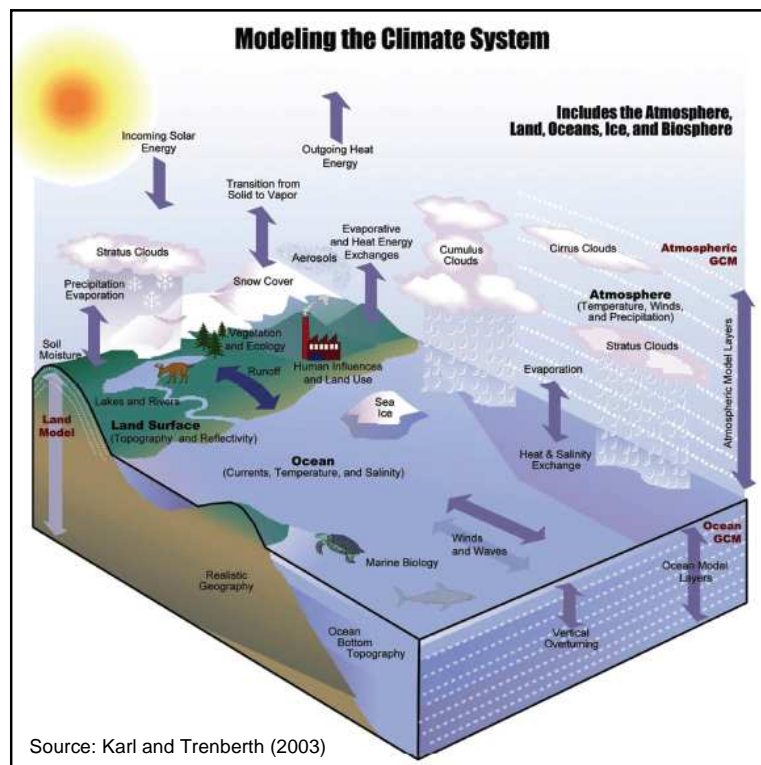 Modeling the Climate System
Includes the Atmosphere,
Land, Oceans, Ice, and Biosphere
Incoming Solar
Energy
Outgoing Heat
Energy
Transition from
Solid to Vapor
Evaporative
and Heat Energy
Exchanges
Stratus Clouds
Aerosols
Cumulus
Clouds
Cirrus Clouds
Atmospheric
GCM
Precipitation
Evaporation
Snow Cover
Atmosphere
(Temperature, Winds,
and Precipitation)
Stratus Clouds
Atmospheric Model Layers
Soil
Moisture
Vegetation
and Ecology
Human Influences
and Land Use
Runoff
Evaporation
Lakes and Rivers
Land
Model
Land Surface
(Topography and Reflectivity)
Sea
Ice
Heat & Salinity
Exchange
Ocean
(Currents, Temperature, and Salinity)
Winds
and Waves
Ocean
GCM
Marine Biology
Ocean Model
Layers
Realistic
Geography
Ocean
Bottom
Topography
Vertical
Overturning
Source: Karl and Trenberth (2003)